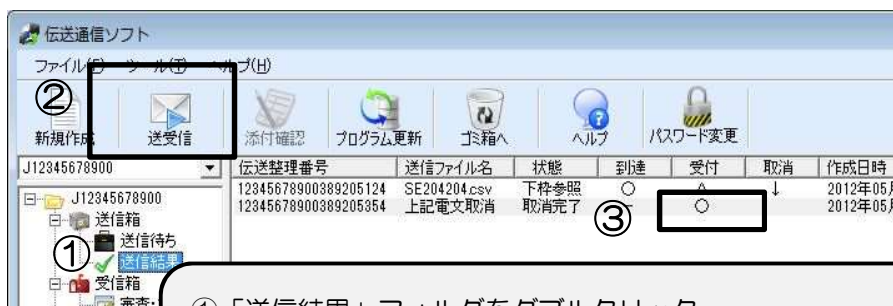 伝送通信ソフト
ファイル(F) ツール(T) ヘルプ(H)
②
新規作成 送受信 添付確認 プログラム更新 ゴミ箱へ ヘルプ パスワード変更
J12345678900
伝送整理番号 送信ファイル名 状態 到達 受付 取消 作成日時
12345678900389205124 SE204204.csv 下枠参照 ○ △ ↓ 2012年05月
12345678900389205354 上記電文取消 取消完了 ○ 2012年05月
③
J12345678900
送信箱
送信待ち
① 送信結果
受信箱
①「送信結果」フォルダをダブルクリック